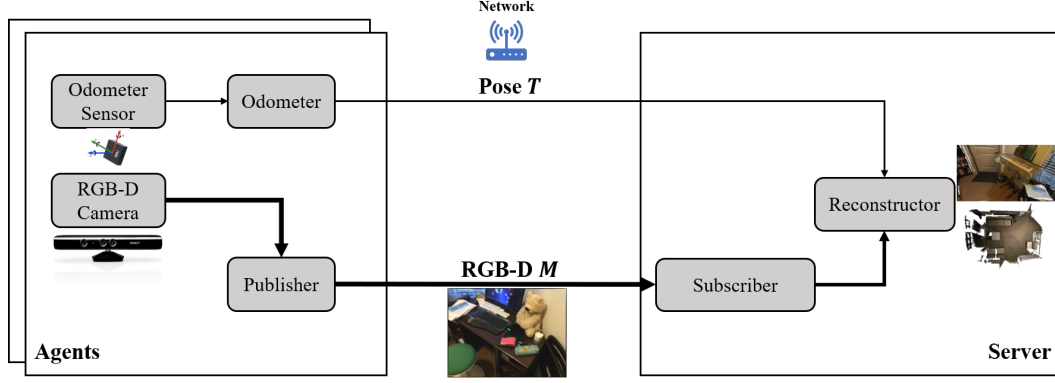 Network
Pose T
Odometer
Sensor
Odometer
RGB-D
Camera
Publisher
Agents
RGB-D M
Subscriber
Reconstructor
Server